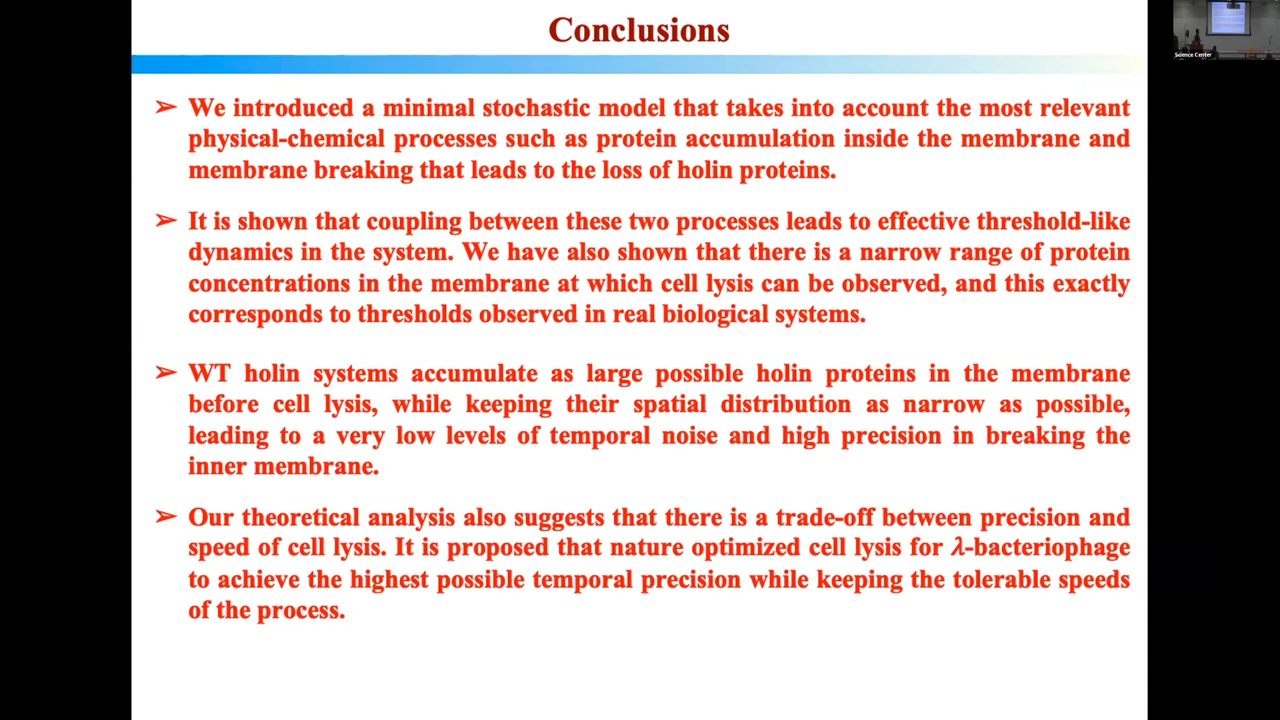 Conclusions
Science Center
➢ We introduced a minimal stochastic model that takes into account the most relevant
physical-chemical processes such as protein accumulation inside the membrane and
membrane breaking that leads to the loss of holin proteins.
➢ It is shown that coupling between these two processes leads to effective threshold-like
dynamics in the system. We have also shown that there is a narrow range of protein
concentrations in the membrane at which cell lysis can be observed, and this exactly
corresponds to thresholds observed in real biological systems.
➢ WT holin systems accumulate as large possible holin proteins in the membrane
before cell lysis, while keeping their spatial distribution as narrow as possible,
leading to a very low levels of temporal noise and high precision in breaking the
inner membrane.
➢ Our theoretical analysis also suggests that there is a trade-off between precision and
speed of cell lysis. It is proposed that nature optimized cell lysis for λ-bacteriophage
to achieve the highest possible temporal precision while keeping the tolerable speeds
of the process.